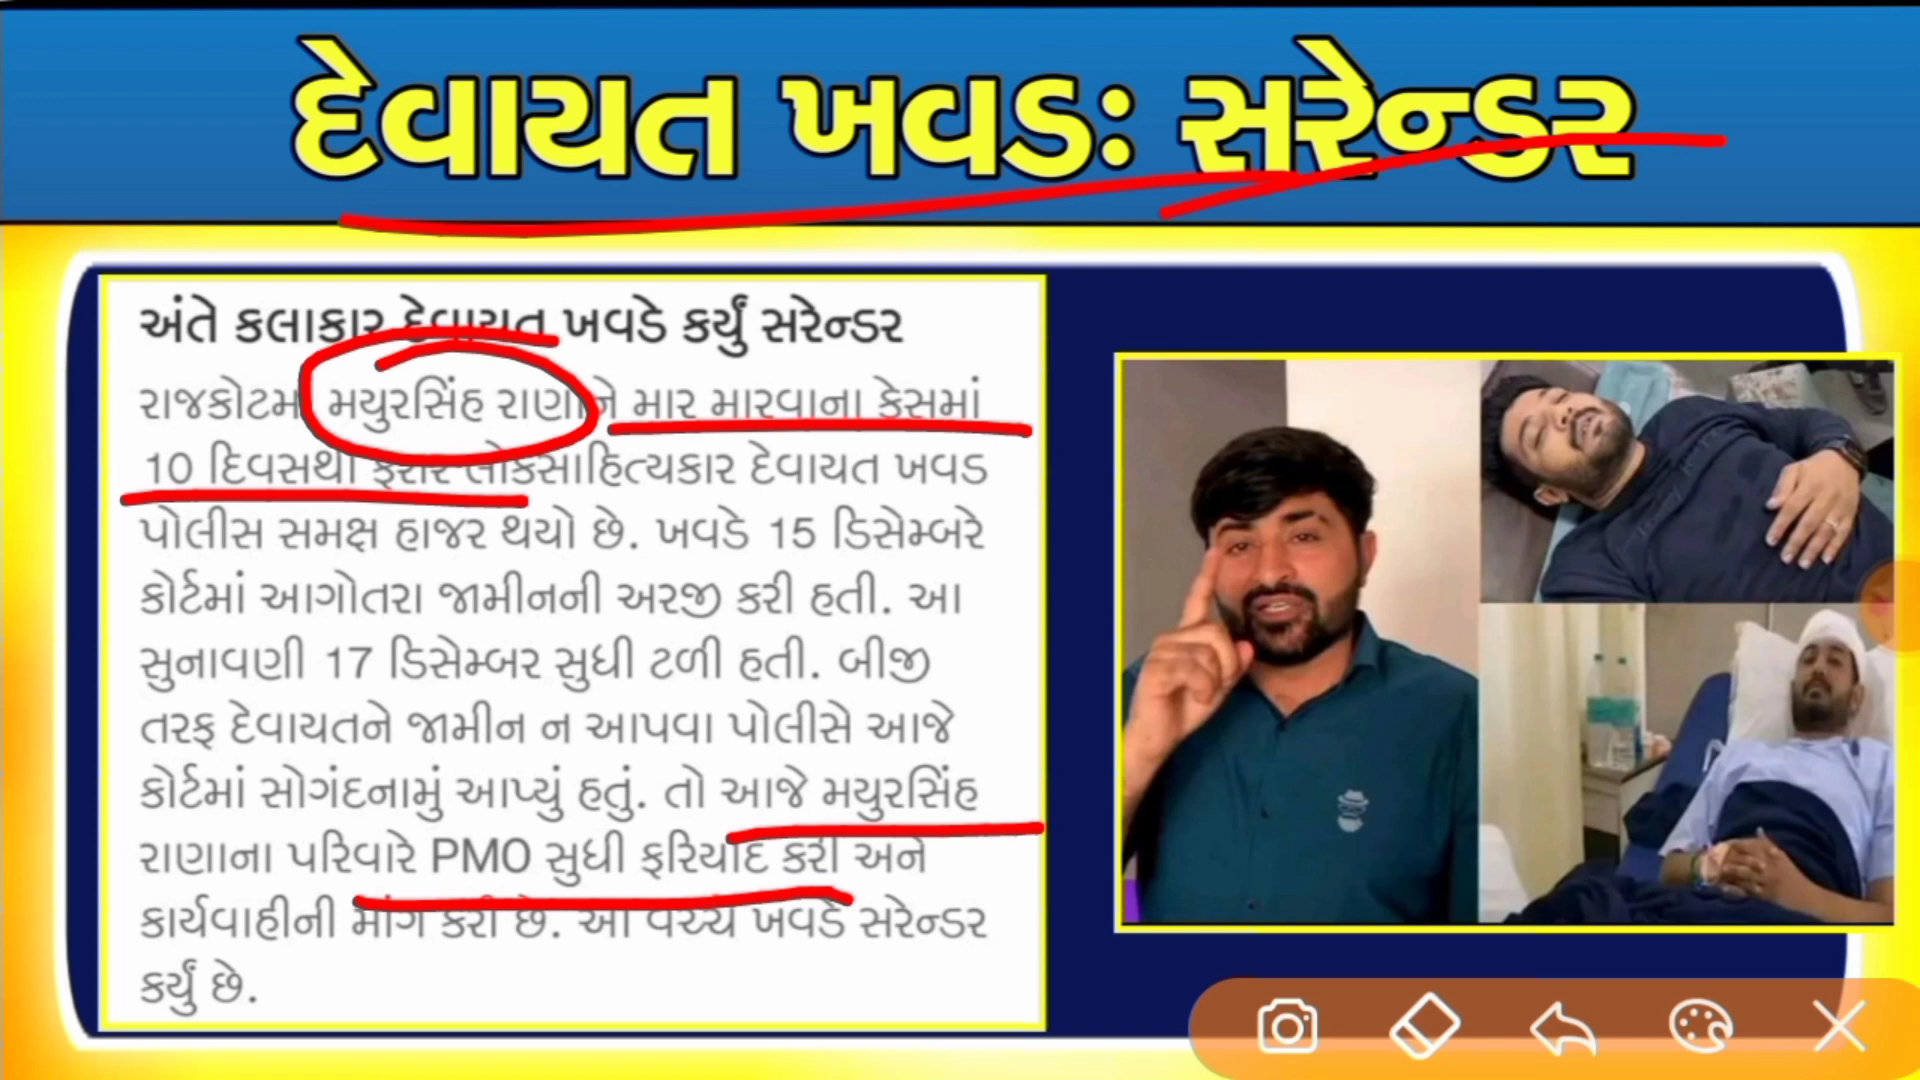 દેવાયત ખવડઃ સરેન્ડર
અંતે કલાકાર દેવાયત ખવડે કર્યું સરેન્ડર
રાજકોટમાં મયુરસિંહ રાણાને માર મારવાના કેસમાં
10 દિવસથી ફરાર લોકસાહિત્યકાર દેવાયત ખવડ
પોલીસ સમક્ષ હાજર થયો છે. ખવડે 15 ડિસેમ્બરે
કોર્ટમાં આગોતરા જામીનની અરજી કરી હતી. આ
સુનાવણી 17 ડિસેમ્બર સુધી ટળી હતી. બીજી
તરફ દેવાયતને જામીન ન આપવા પોલીસે આજે
કોર્ટમાં સોગંદનામું આપ્યું હતું. તો આજે મયુરસિંહ
રાણાના પરિવારે PMO સુધી ફરિયાદ કરી અને
કાર્યવાહીની માંગ કરી છે. આ વચ્ચે ખવડે સરેન્ડર
કર્યું છે.